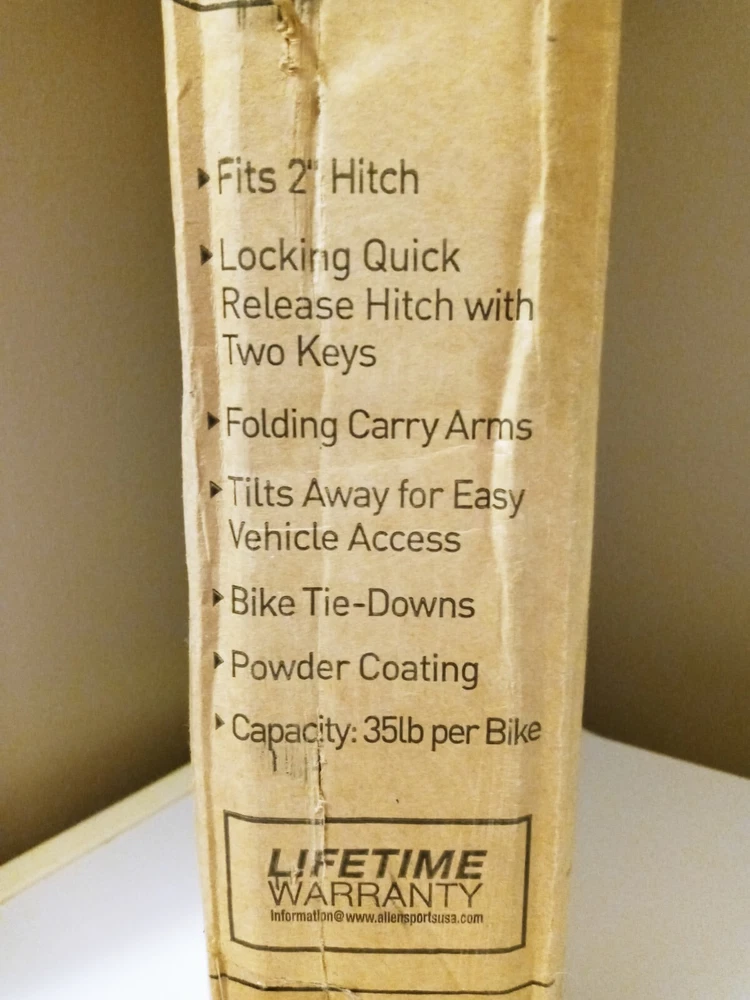 ▸Fits 2" Hitch
▸Locking Quick
Release Hitch with
Two Keys
▸Folding Carry Arms
▸Tilts Away for Easy
Vehicle Access
▸Bike Tie-Downs
▸Powder Coating
▸Capacity: 35lb per Bike
LIFETIME
WARRANTY
Information@www.allensportsusa.com